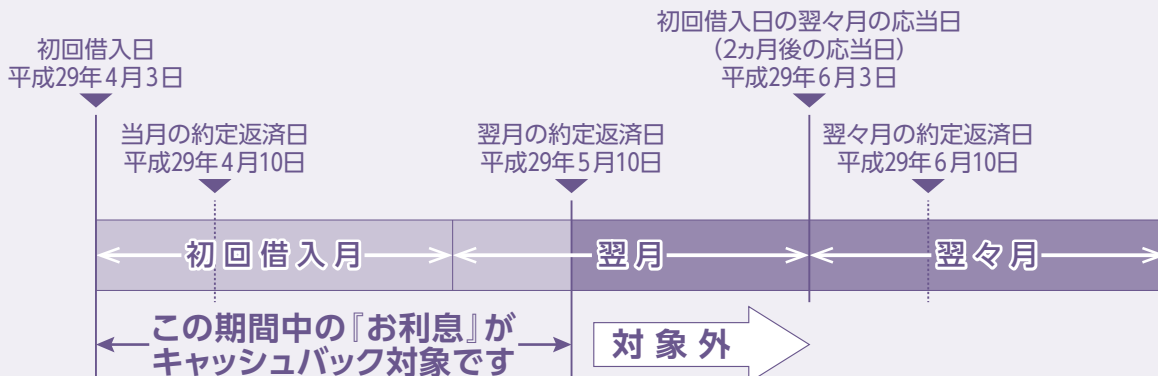 初回借入日
平成29年4月3日
初回借入日の翌々月の応当日
(2ヵ月後の応当日)
平成29年6月3日
当月の約定返済日
平成29年4月10日
翌月の約定返済日
平成29年5月10日
翌々月の約定返済日
平成29年6月10日
初回借入月
翌月
翌々月
この期間中の『お利息』が
キャッシュバック対象です
対象外